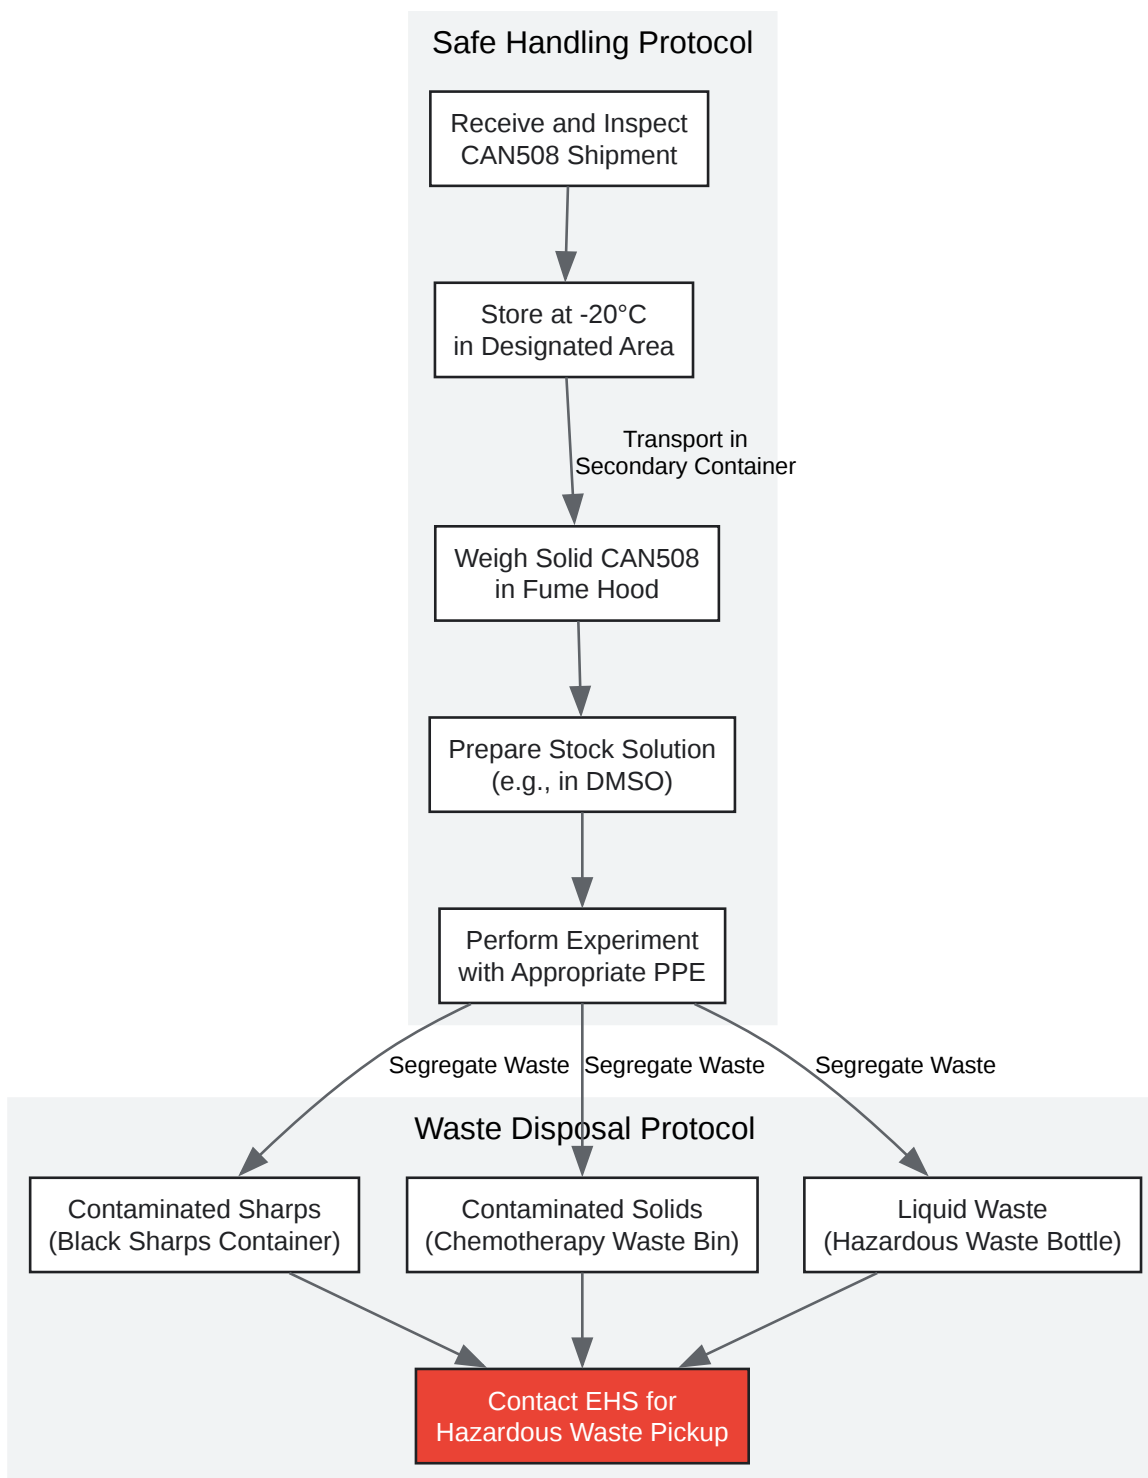 Safe Handling Protocol
Receive and Inspect
CAN508 Shipment
Store at -20°C
in Designated Area
Transport in
Secondary Container
Weigh Solid CAN508
in Fume Hood
Prepare Stock Solution
(e.g., in DMSO)
Perform Experiment
with Appropriate PPE
Segregate Waste
Segregate Waste
Segregate Waste
Waste Disposal Protocol
Contaminated Sharps
(Black Sharps Container)
Contaminated Solids
(Chemotherapy Waste Bin)
Liquid Waste
(Hazardous Waste Bottle)
Contact EHS for
Hazardous Waste Pickup